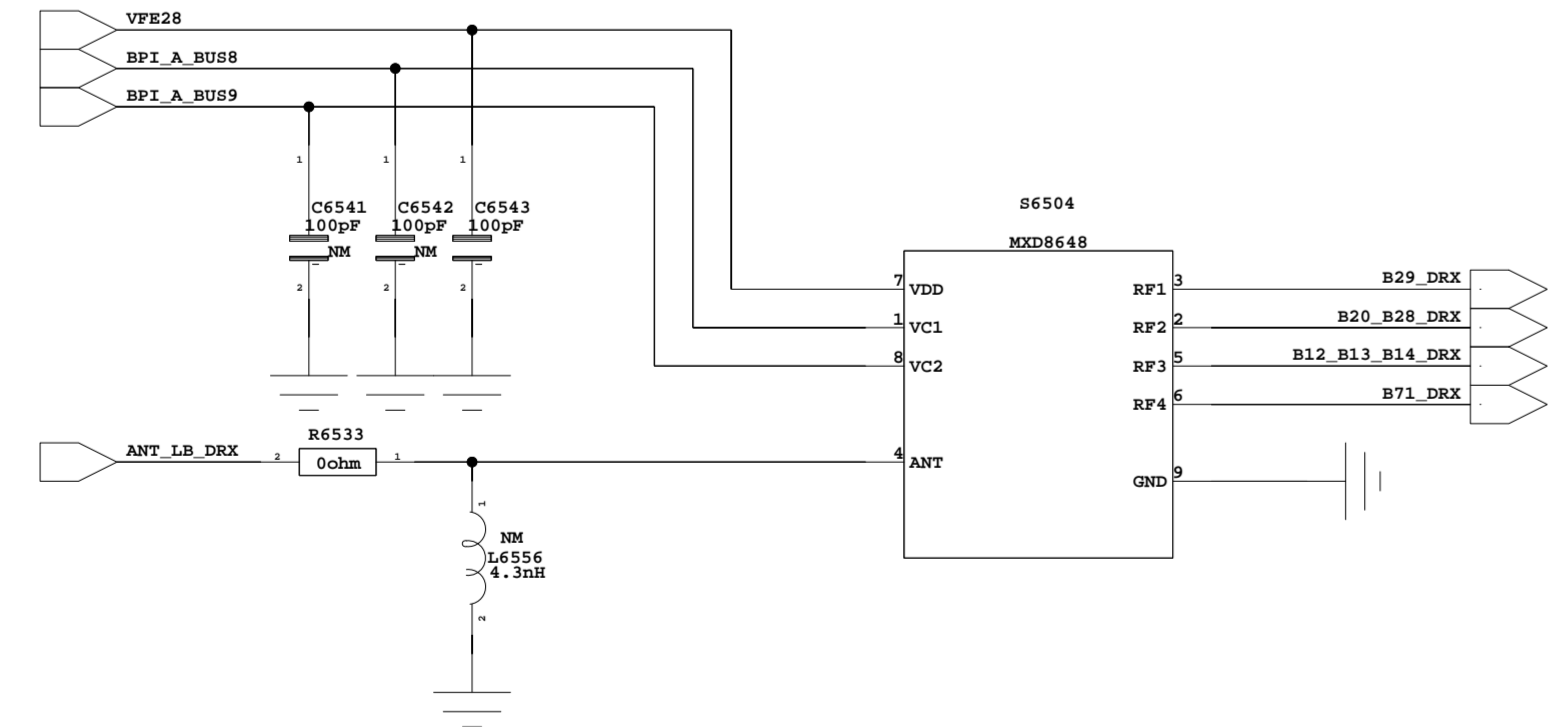 VFE28
BPI_A_BUS8
BPI_A_BUS9
1 1 1
C6541 C6542 C6543
100pF 100pF 100pF
NM NM
2 2 2
S6504
MXD8648
7 VDD RF1 3 B29_DRX
1 VC1 RF2 2 B20_B28_DRX
8 VC2 RF3 5 B12_B13_B14_DRX
RF4 6 B71_DRX
R6533
ANT_LB_DRX 2 0ohm 1 4 ANT
GND 9
1
NM
L6556
4.3nH
2